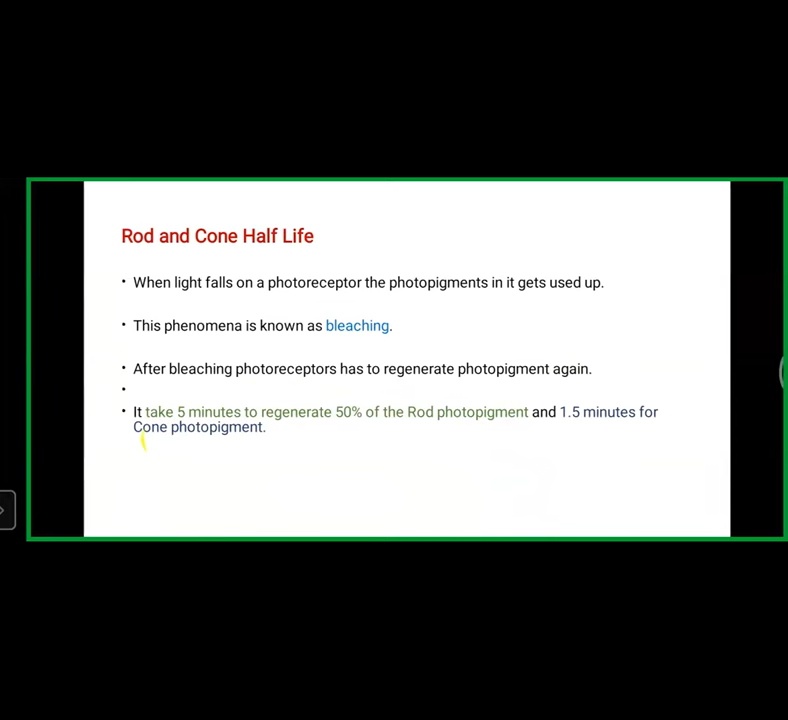 Rod and Cone Half Life
• When light falls on a photoreceptor the photopigments in it gets used up.
• This phenomena is known as bleaching.
• After bleaching photoreceptors has to regenerate photopigment again.
•
• It take 5 minutes to regenerate 50% of the Rod photopigment and 1.5 minutes for
Cone photopigment.